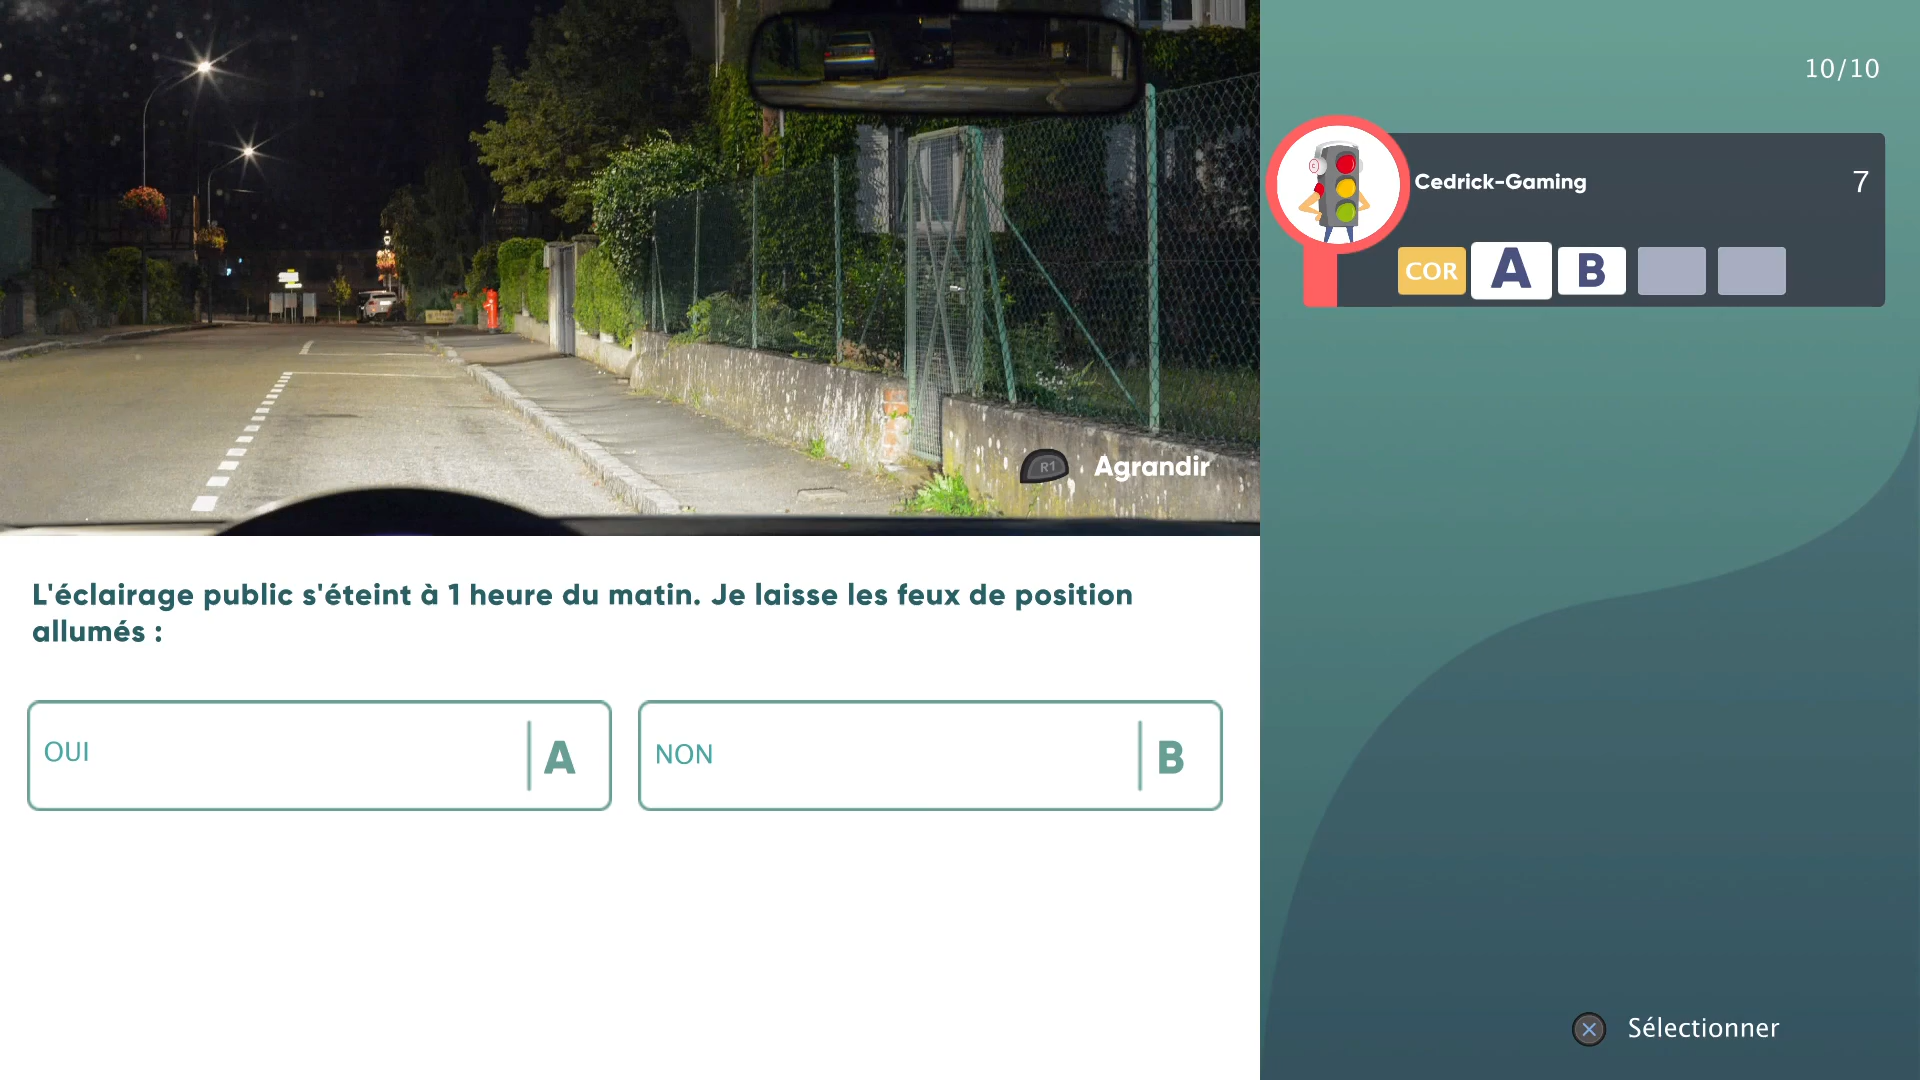 10/10
Cedrick-Gaming
7
COR A B
R1 Agrandir
L'éclairage public s'éteint à 1 heure du matin. Je laisse les feux de position
allumés :
OUI A
NON B
Sélectionner